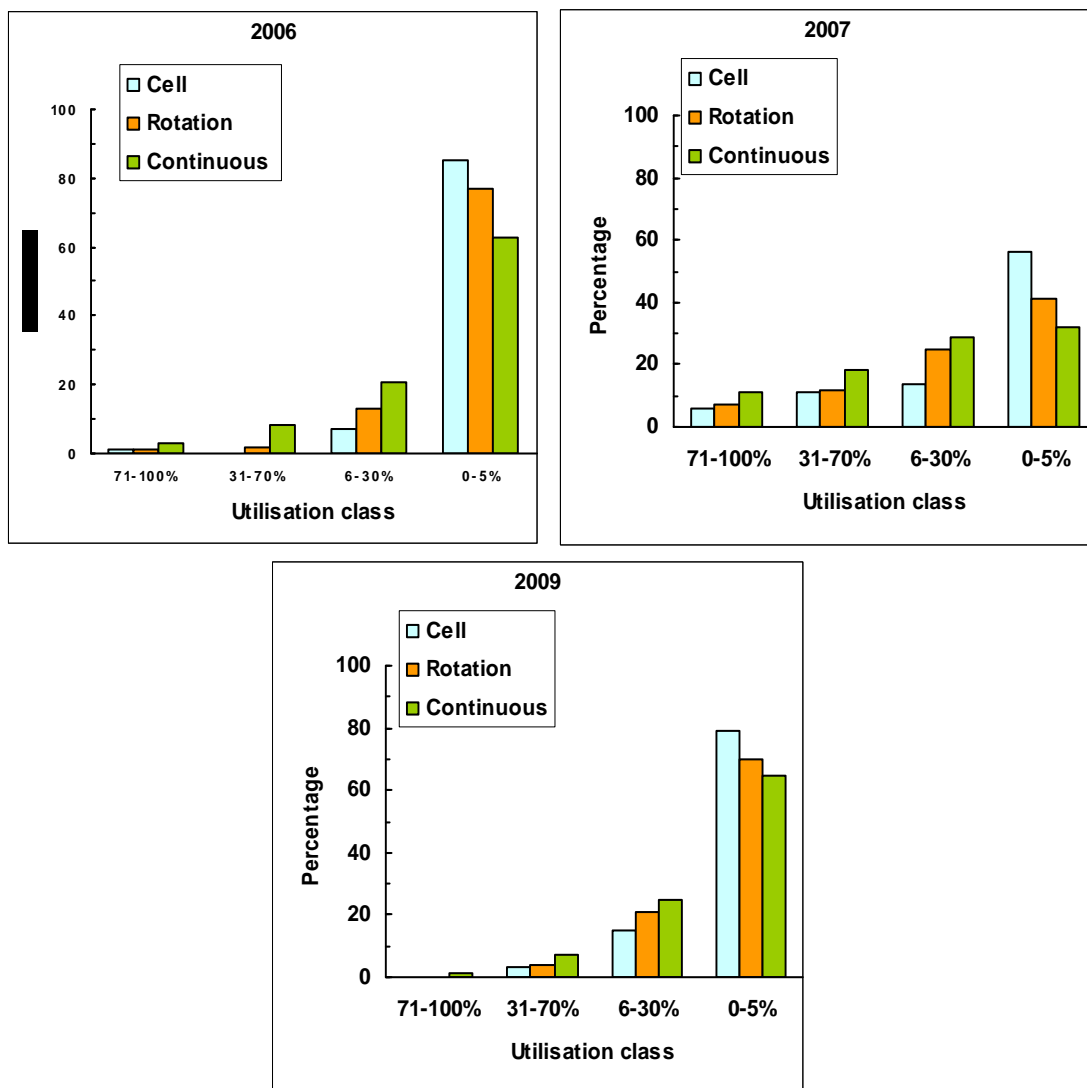 2006
Cell
Rotation
Continuous
100
80
60
40
20
0
71-100%
31-70%
6-30%
0-5%
Utilisation class
2007
Cell
Rotation
Continuous
Percentage
100
80
60
40
20
0
71-100%
31-70%
6-30%
0-5%
Utilisation class
2009
Cell
Rotation
Continuous
Percentage
100
80
60
40
20
0
71-100%
31-70%
6-30%
0-5%
Utilisation class